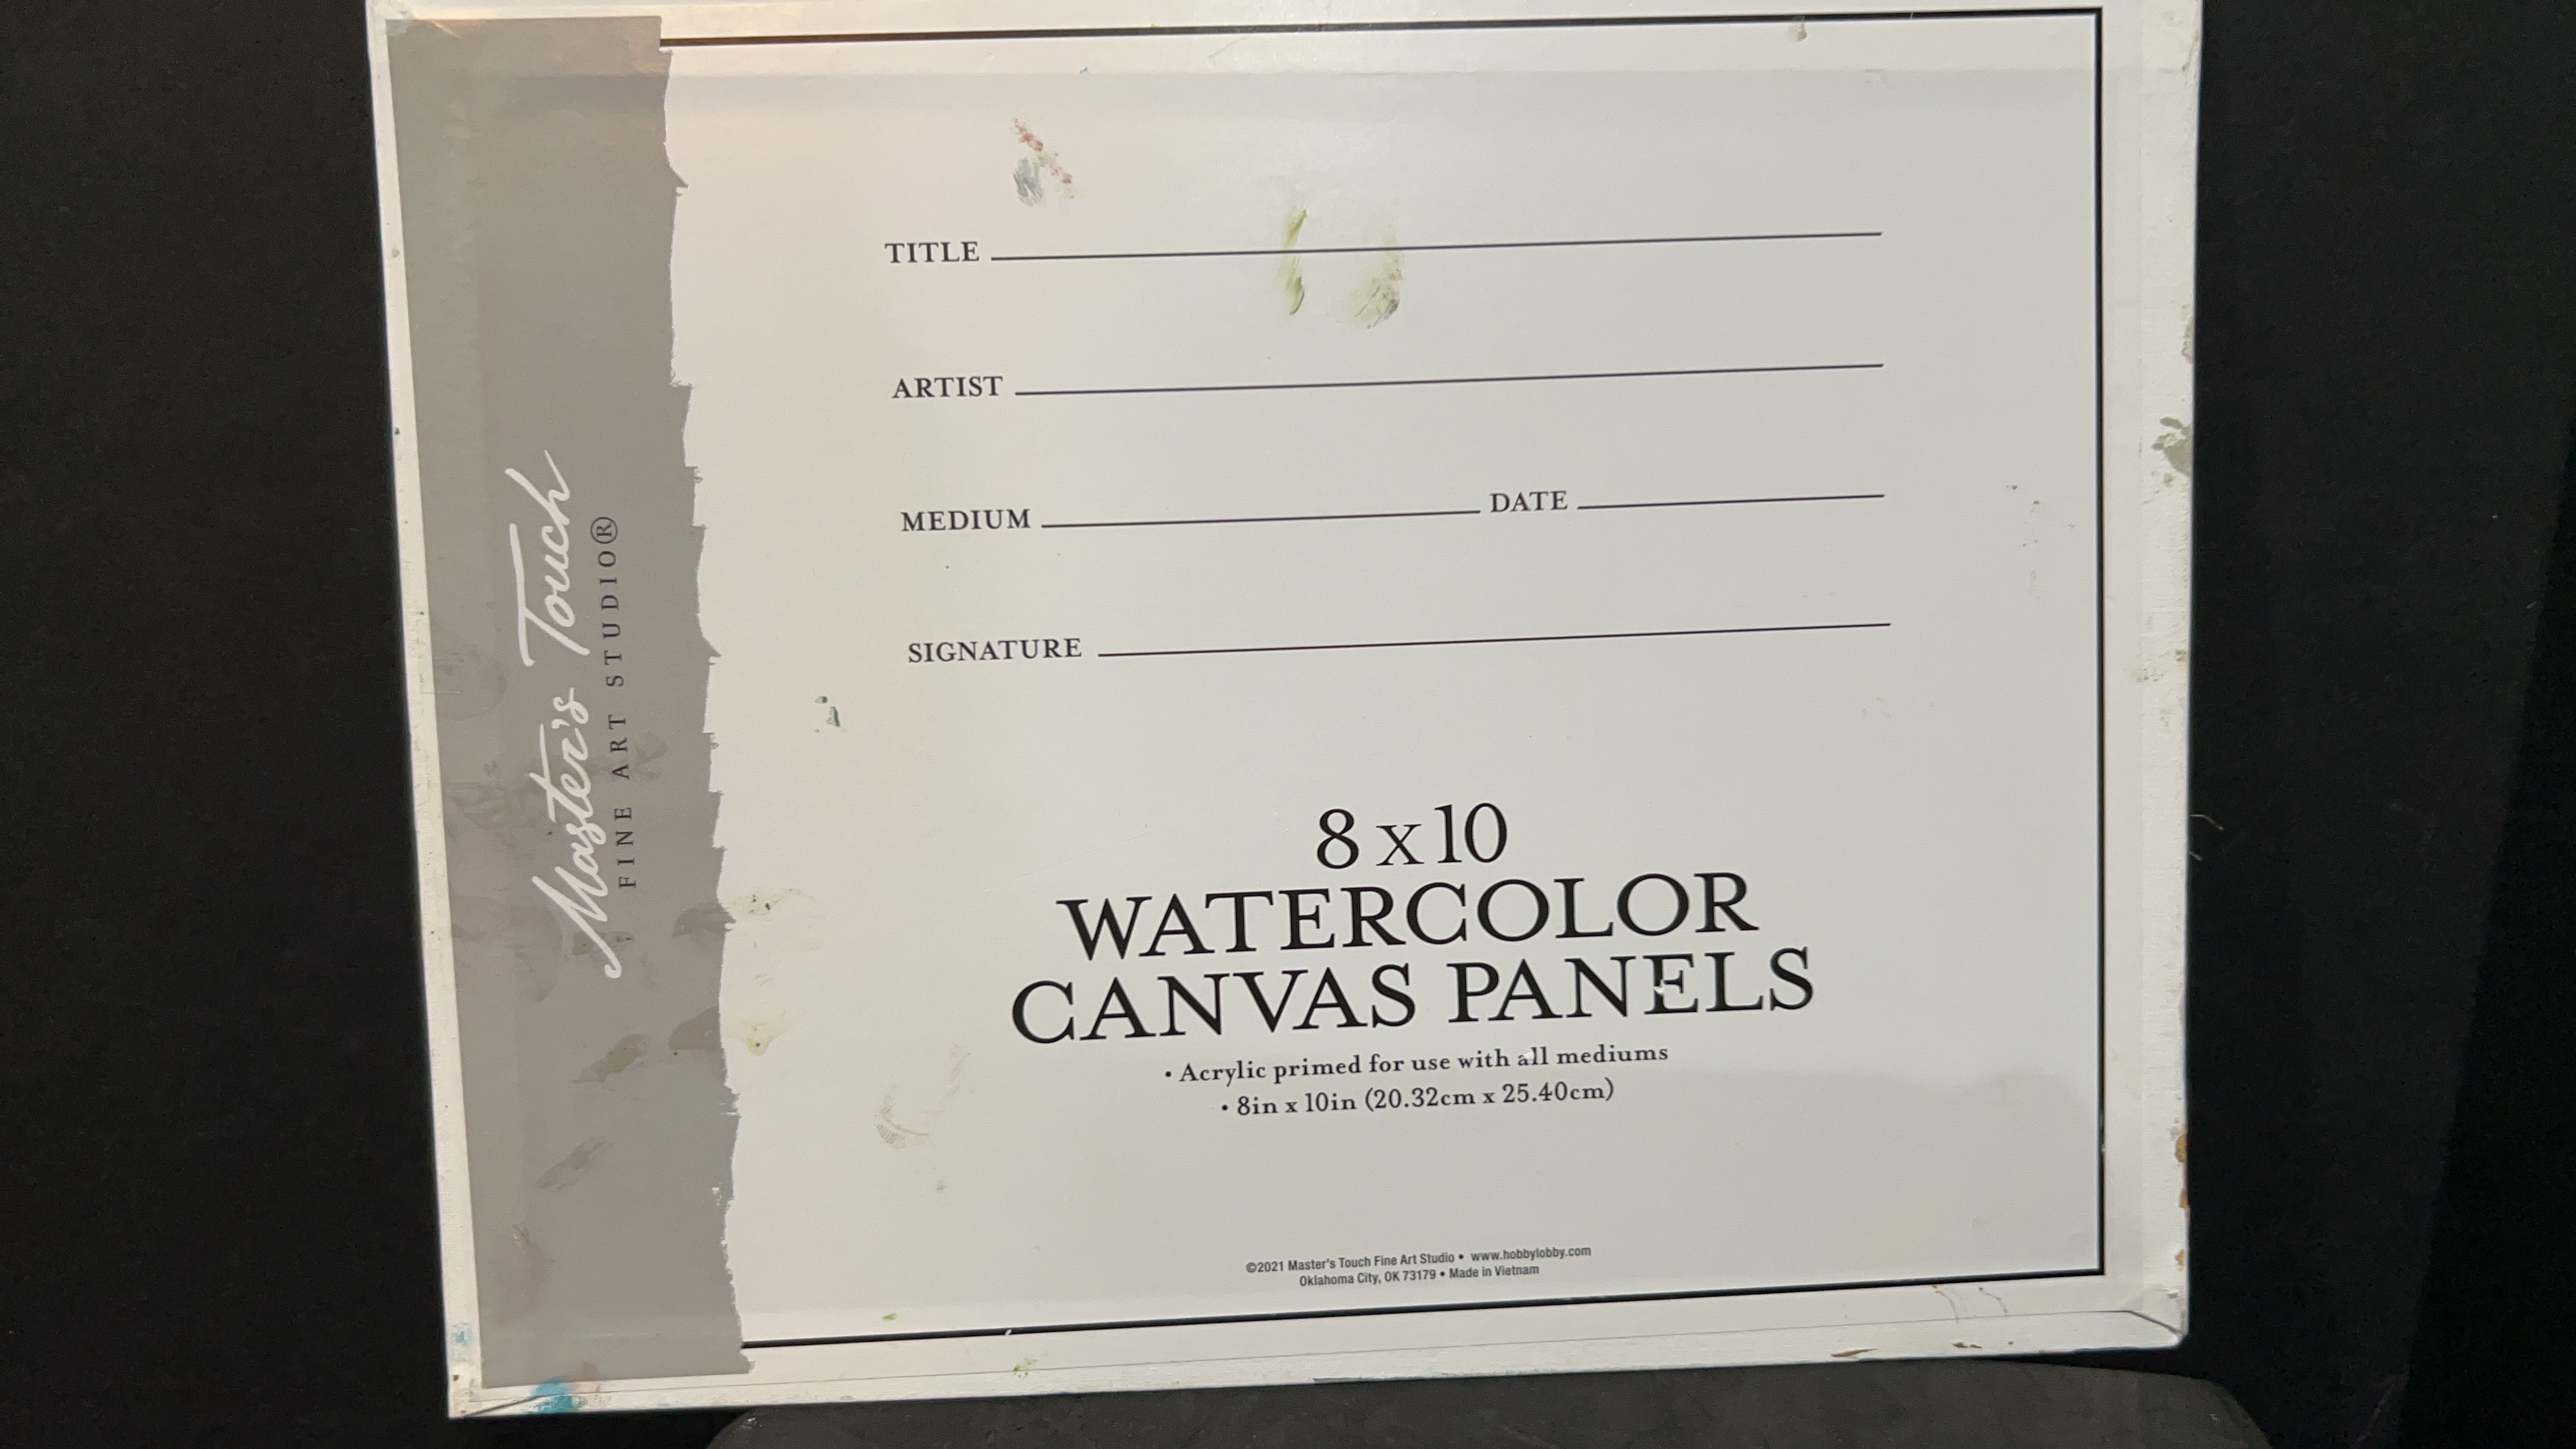 Master's Touch
FINE ART STUDIO®
TITLE
ARTIST
MEDIUM DATE
SIGNATURE
8 x 10
WATERCOLOR
CANVAS PANELS
• Acrylic primed for use with all mediums
• 8in x 10in (20.32cm x 25.40cm)
©2021 Master's Touch Fine Art Studio • www.hobbylobby.com
Oklahoma City, OK 73179 • Made in Vietnam